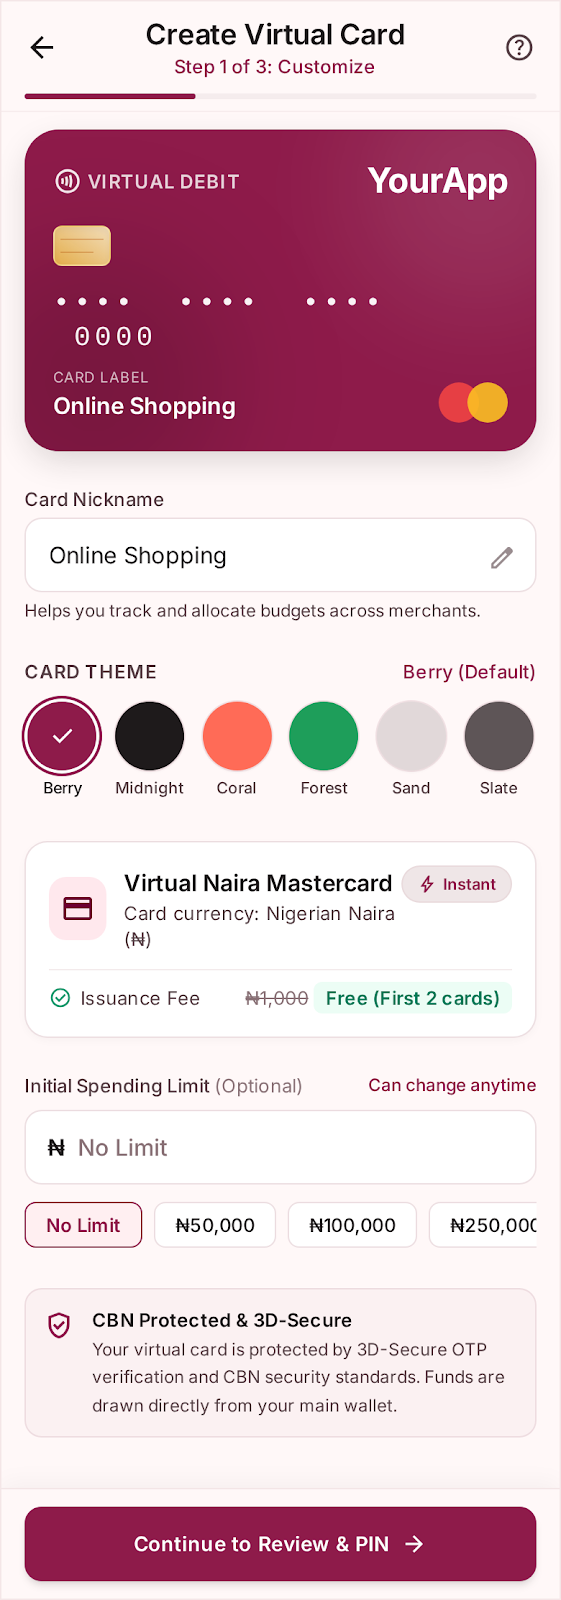 Create Virtual Card
Step 1 of 3: Customize
VIRTUAL DEBIT
YourApp
•••• •••• ••••
0000
CARD LABEL
Online Shopping
Card Nickname
Online Shopping
Helps you track and allocate budgets across merchants.
CARD THEME
Berry (Default)
Berry
Midnight
Coral
Forest
Sand
Slate
Virtual Naira Mastercard
Instant
Card currency: Nigerian Naira
(₦)
Issuance Fee
₦1,000
Free (First 2 cards)
Initial Spending Limit (Optional)
Can change anytime
₦ No Limit
No Limit
₦50,000
₦100,000
₦250,000
CBN Protected & 3D-Secure
Your virtual card is protected by 3D-Secure OTP
verification and CBN security standards. Funds are
drawn directly from your main wallet.
Continue to Review & PIN